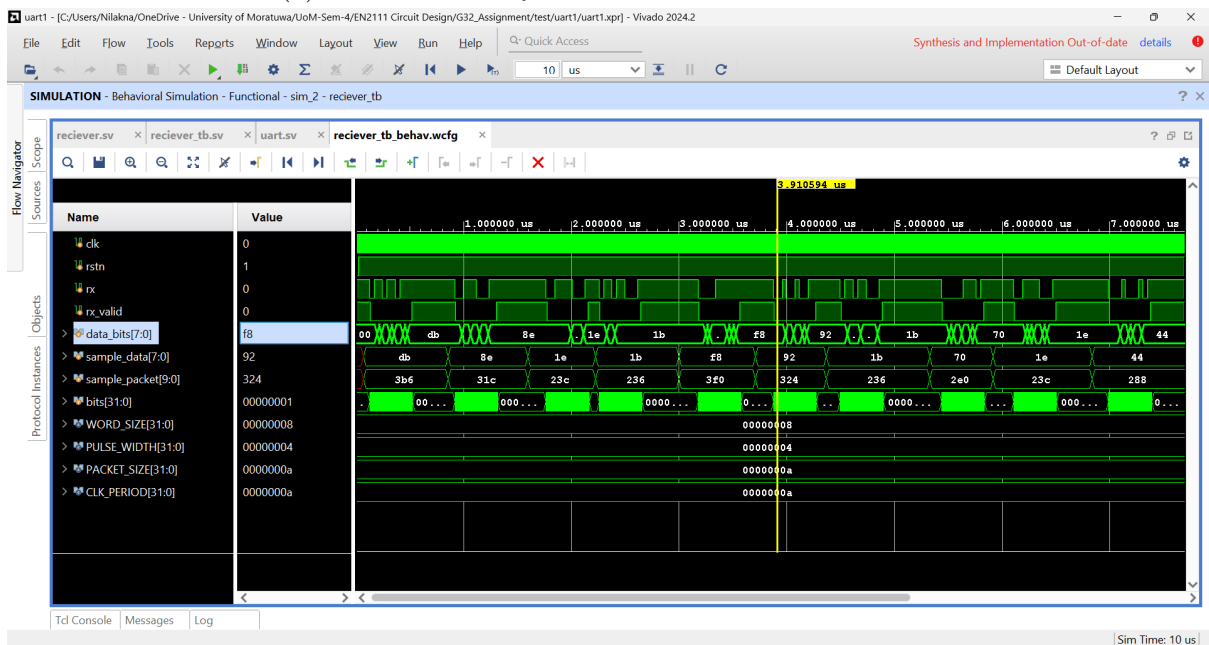 uart1 - [C:/Users/Nilakna/OneDrive - University of Moratuwa/UoM-Sem-4/EN2111 Circuit Design/G32_Assignment/test/uart1/uart1.xpr] - Vivado 2024.2
File Edit Flow Tools Reports Window Layout View Run Help Q- Quick Access Synthesis and Implementation Out-of-date details
10 us Default Layout
SIMULATION - Behavioral Simulation - Functional - sim_2 - reciever_tb
Flow Navigator
Scope
Sources
Objects
Protocol Instances
reciever.sv × reciever_tb.sv × uart.sv × reciever_tb_behav.wcfg ×
3.910594 us
Name Value
1.000000 us 2.000000 us 3.000000 us 4.000000 us 5.000000 us 6.000000 us 7.000000 us
clk 0
rstn 1
rx 0
rx_valid 0
data_bits[7:0] f8 00 db 8e . 1e 1b . f8 92 . . 1b 70 1e 44
sample_data[7:0] 92 db 8e 1e 1b f8 92 1b 70 1e 44
sample_packet[9:0] 324 3b6 31c 23c 236 3f0 324 236 2e0 23c 288
bits[31:0] 00000001 . 00... 000... 0000... 0... .. 0000... ... 000... 0...
WORD_SIZE[31:0] 00000008 00000008
PULSE_WIDTH[31:0] 00000004 00000004
PACKET_SIZE[31:0] 0000000a 0000000a
CLK_PERIOD[31:0] 0000000a 0000000a
Tcl Console Messages Log
Sim Time: 10 us